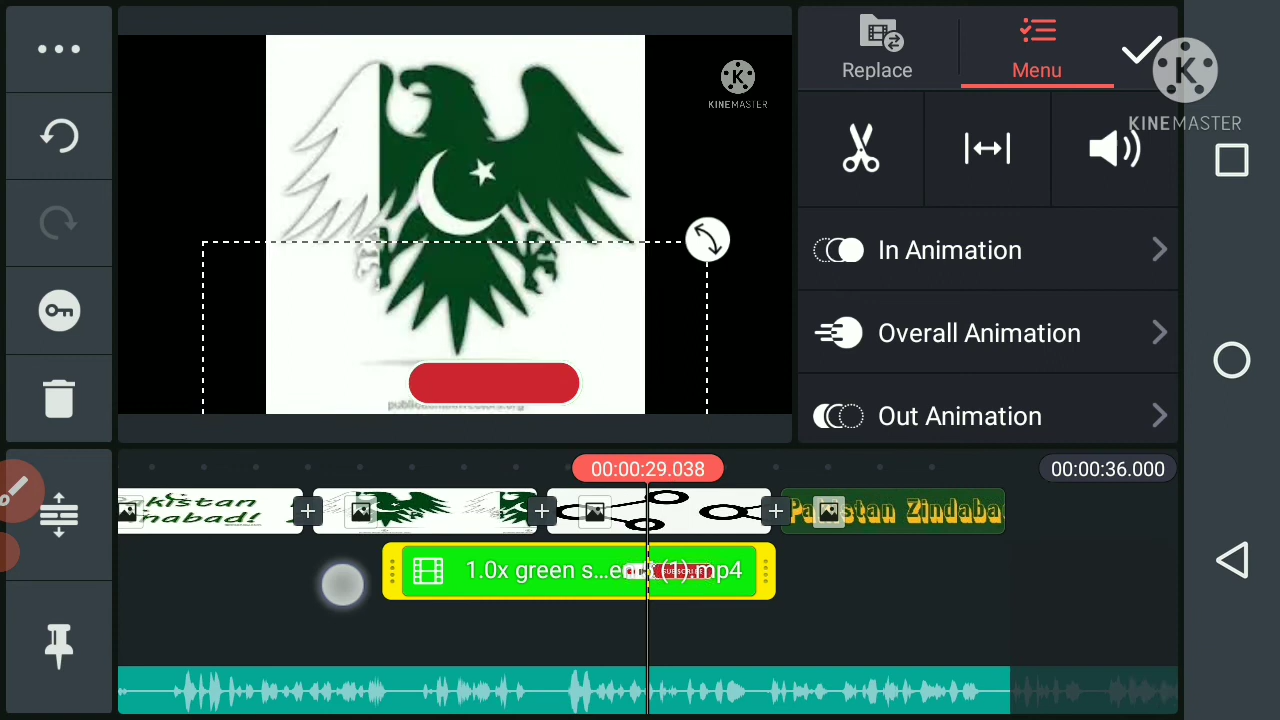 Replace
Menu
KINEMASTER
KINEMASTER
In Animation
Overall Animation
Out Animation
00:00:29.038
00:00:36.000
kistan
nabad!
Pakistan Zindaba
1.0x green s...e
(1).mp4